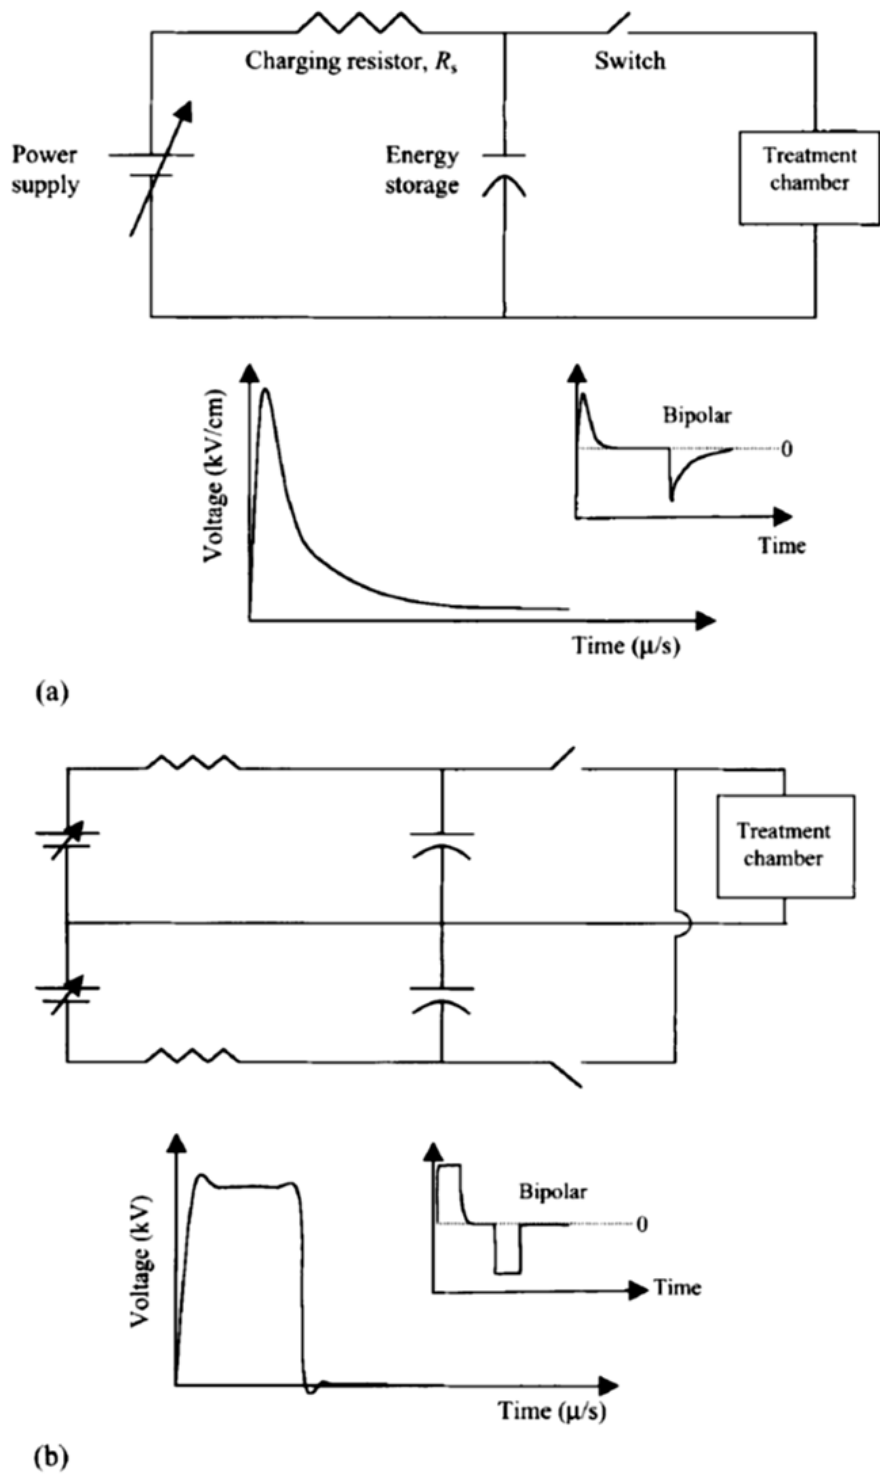 Charging resistor, Rs
Switch
Power
supply
Energy
storage
Treatment
chamber
Voltage (kV/cm)
Bipolar
0
Time
Time (μ/s)
(a)
Treatment
chamber
Voltage (kV)
Bipolar
0
Time
Time (μ/s)
(b)